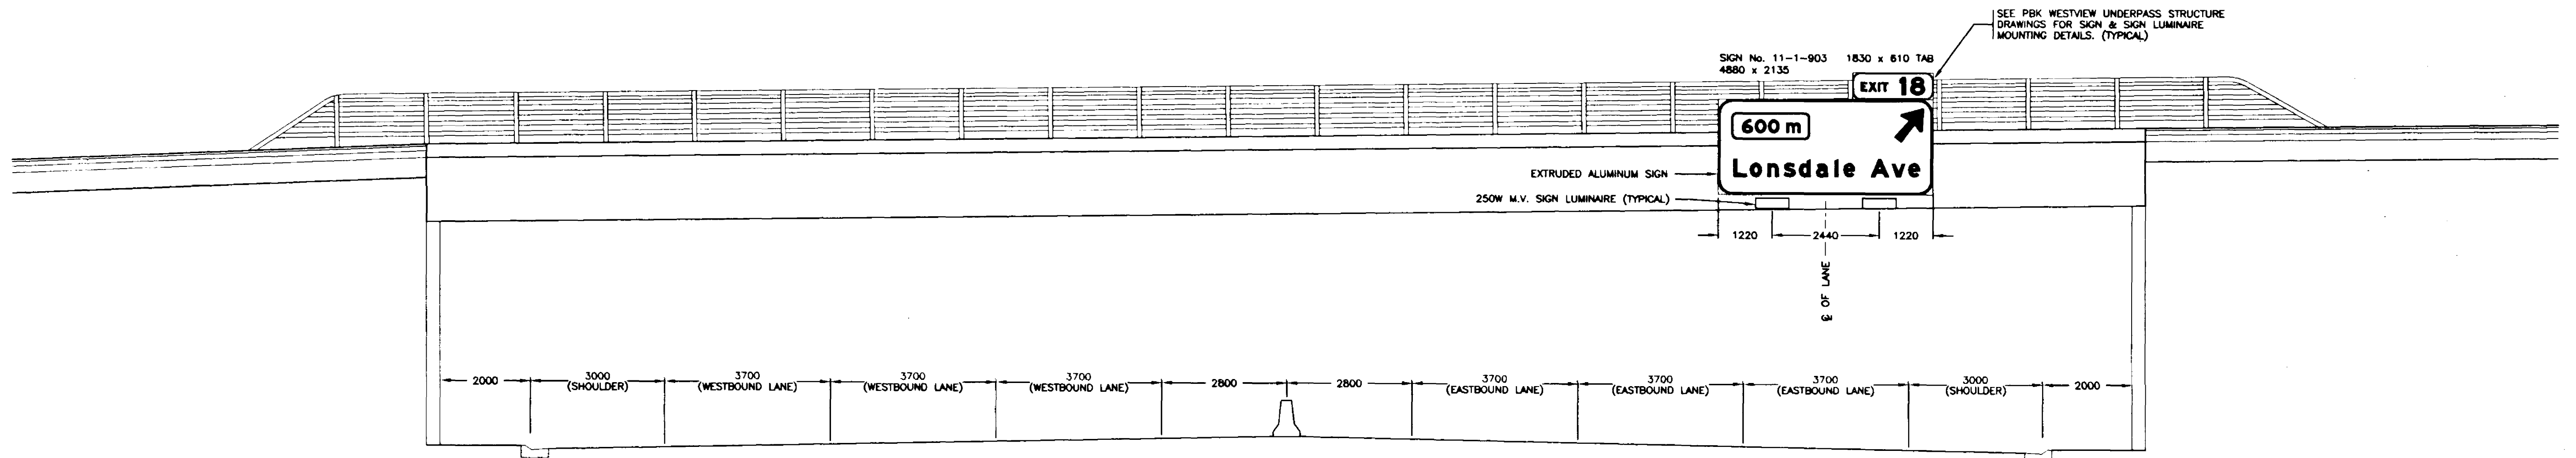 SEE PBK WESTVIEW UNDERPASS STRUCTURE
DRAWINGS FOR SIGN & SIGN LUMINAIRE
MOUNTING DETAILS. (TYPICAL)
SIGN No. 11-1-903 1830 x 610 TAB
4880 x 2135
EXIT 18
600 m
Lonsdale Ave
EXTRUDED ALUMINUM SIGN
250W M.V. SIGN LUMINAIRE (TYPICAL)
1220 2440 1220
℄ OF LANE
2000 3000 3700 3700 3700 2800 2800 3700 3700 3700 3000 2000
(SHOULDER) (WESTBOUND LANE) (WESTBOUND LANE) (WESTBOUND LANE) (EASTBOUND LANE) (EASTBOUND LANE) (EASTBOUND LANE) (SHOULDER)